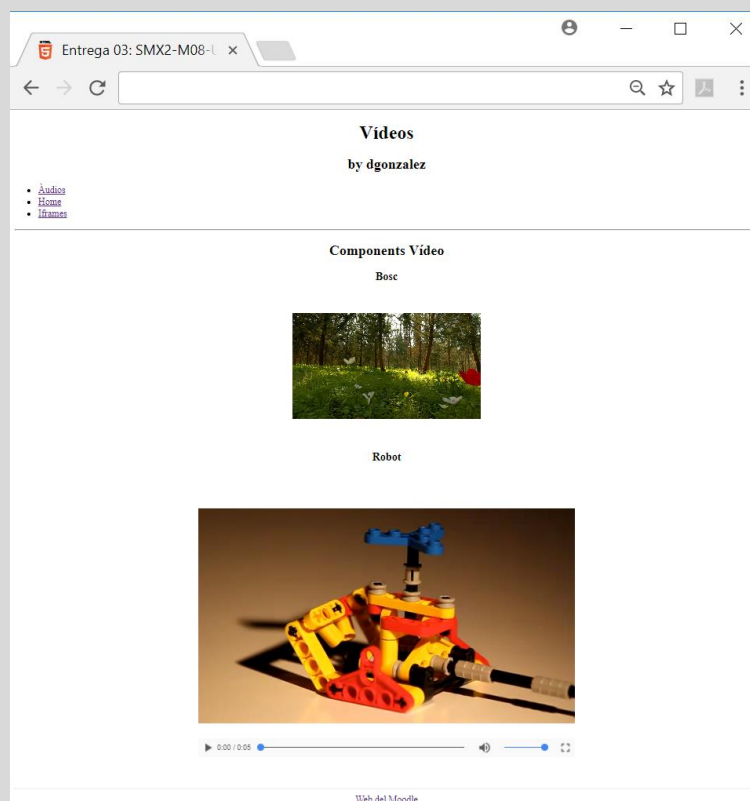 Entrega 03: SMX2-M08-
Vídeos
by dgonzalez
Àudios
Home
Iframes
Components Vídeo
Bosc
Robot
0:00 / 0:05
Web del Moodle